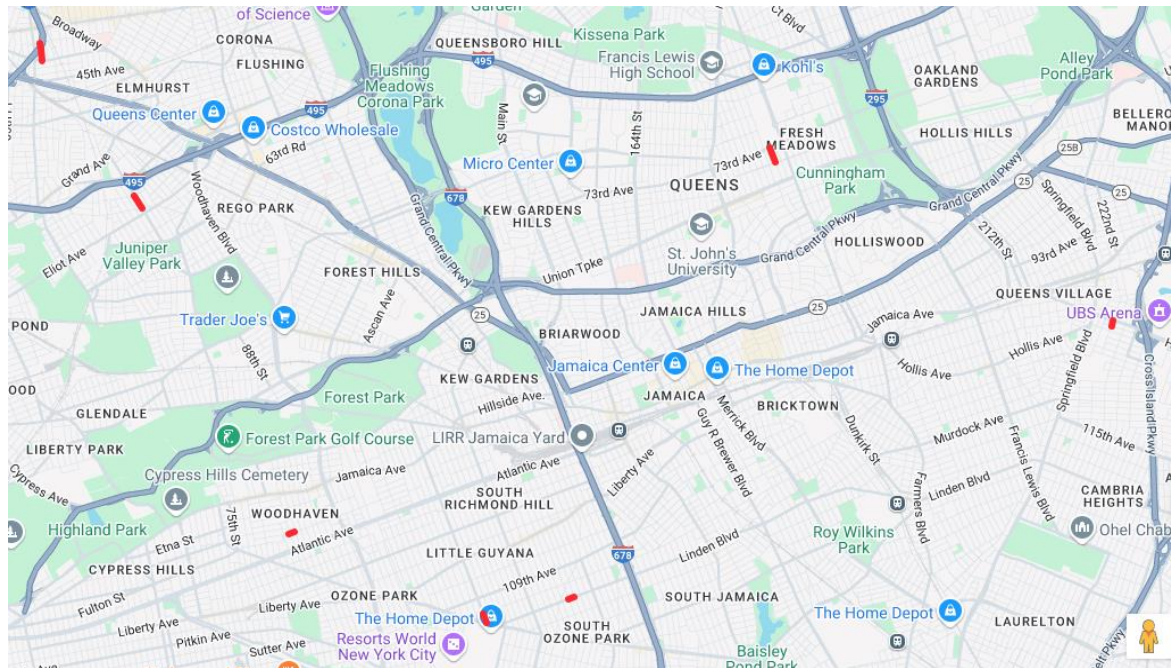 of Science
Broadway
CORONA
FLUSHING
45th Ave
ELMHURST
Queens Center
Costco Wholesale
63rd Rd
Grand Ave
495
495
Woodhaven Blvd
REGO PARK
Juniper
Valley Park
Eliot Ave
Flushing
Meadows
Corona Park
Garden
QUEENSBORO HILL
495
Kissena Park
Francis Lewis
High School
Kohl's
Ct Blvd
Main St
164th St
Micro Center
73rd Ave
73rd Ave
FRESH
MEADOWS
QUEENS
Cunningham
Park
295
OAKLAND
GARDENS
Alley
Pond Park
HOLLIS HILLS
BELLERO
MANO
25B
25
25
Grand Central Pkwy
Springfield Blvd
222nd St
212th St
93rd Ave
678
KEW GARDENS
HILLS
Grand Central Pkwy
St. John's
University
Grand Central Pkwy
HOLLISWOOD
FOREST HILLS
Union Tpke
QUEENS VILLAGE
UBS Arena
POND
Trader Joe's
Ascan Ave
25
BRIARWOOD
JAMAICA HILLS
25
Jamaica Ave
Hollis Ave
Hollis Ave
Springfield Blvd
Cross Island Pkwy
88th St
OOD
KEW GARDENS
Jamaica Center
The Home Depot
Hillside Ave.
JAMAICA
BRICKTOWN
GLENDALE
Forest Park
Guy R Brewer Blvd
Merrick Blvd
Dunkirk St
Murdock Ave
115th Ave
LIBERTY PARK
Forest Park Golf Course
LIRR Jamaica Yard
Cypress Ave
Cypress Hills Cemetery
Jamaica Ave
Atlantic Ave
Liberty Ave
Farmers Blvd
Linden Blvd
Francis Lewis Blvd
CAMBRIA
HEIGHTS
Highland Park
75th St
WOODHAVEN
SOUTH
RICHMOND HILL
Roy Wilkins
Park
Ohel Chab
Etna St
Atlantic Ave
CYPRESS HILLS
LITTLE GUYANA
678
Linden Blvd
109th Ave
Fulton St
Liberty Ave
OZONE PARK
SOUTH JAMAICA
Liberty Ave
The Home Depot
The Home Depot
LAURELTON
Pitkin Ave
Sutter Ave
Resorts World
New York City
SOUTH
OZONE PARK
Baisley
Pond Park
elt Pkwy